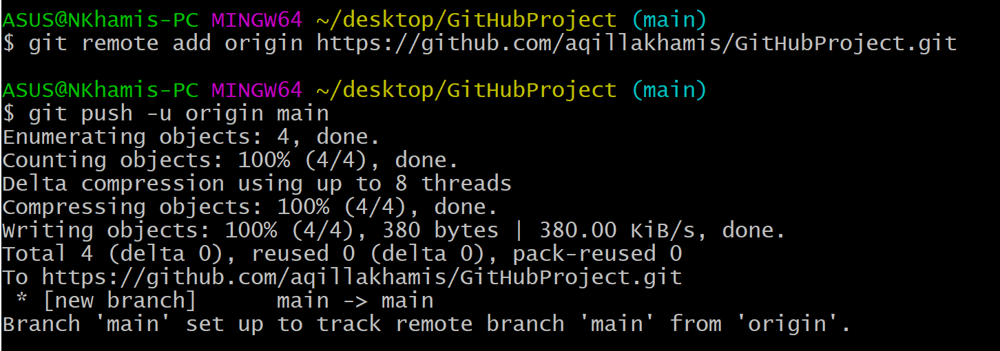 ASUS@NKhamis-PC MINGW64 ~/desktop/GitHubProject (main)
$ git remote add origin https://github.com/aqillakhamis/GitHubProject.git
ASUS@NKhamis-PC MINGW64 ~/desktop/GitHubProject (main)
$ git push -u origin main
Enumerating objects: 4, done.
Counting objects: 100% (4/4), done.
Delta compression using up to 8 threads
Compressing objects: 100% (4/4), done.
Writing objects: 100% (4/4), 380 bytes | 380.00 KiB/s, done.
Total 4 (delta 0), reused 0 (delta 0), pack-reused 0
To https://github.com/aqillakhamis/GitHubProject.git
 * [new branch]      main -> main
Branch 'main' set up to track remote branch 'main' from 'origin'.